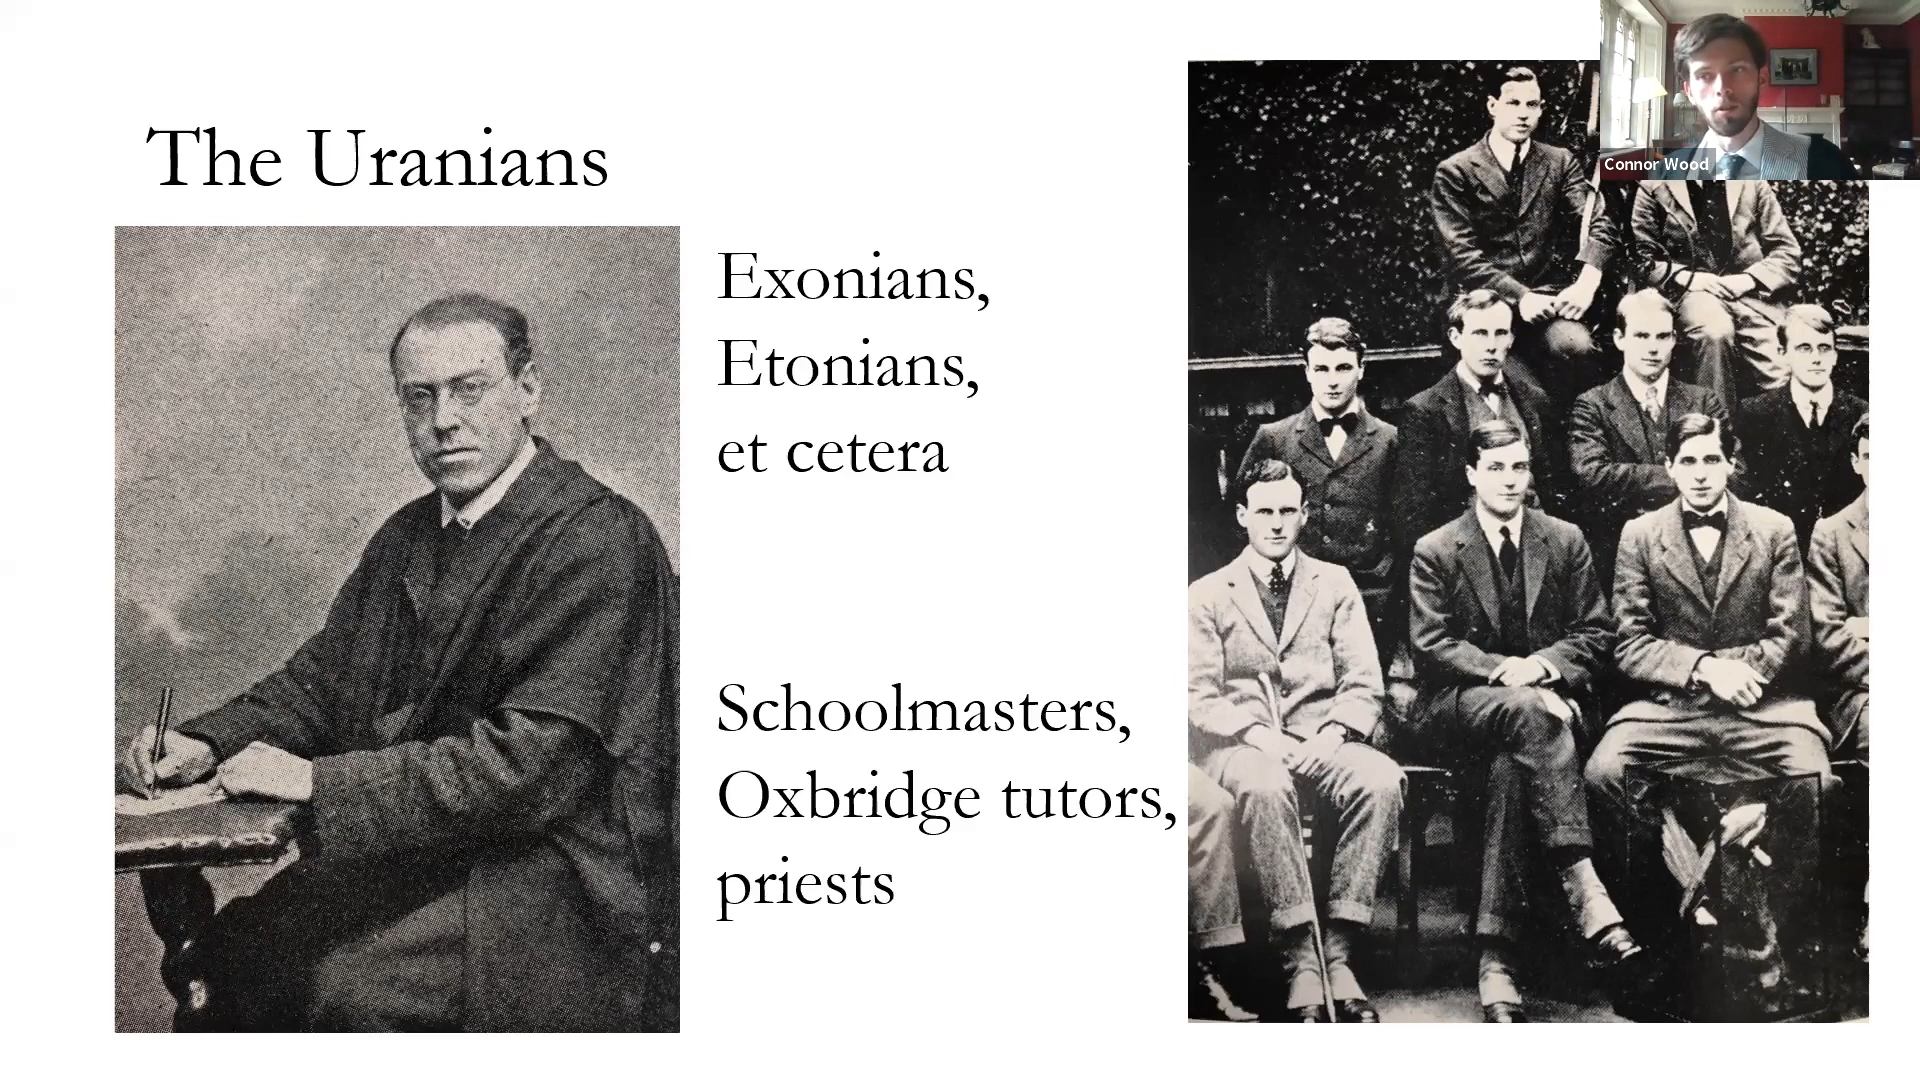 The Uranians
Exonians,
Etonians,
et cetera
Schoolmasters,
Oxbridge tutors,
priests
Connor Wood